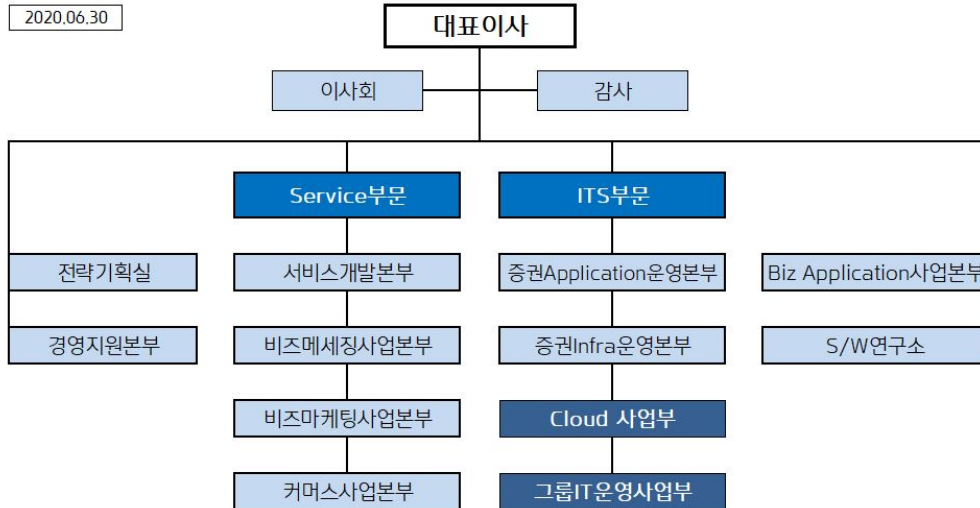 2020.06.30
대표이사
이사회
감사
Service부문
ITS부문
전략기획실
서비스개발본부
증권Application운영본부
Biz Application사업본부
경영지원본부
비즈메세징사업본부
증권Infra운영본부
S/W연구소
비즈마케팅사업본부
Cloud 사업부
커머스사업본부
그룹IT운영사업부